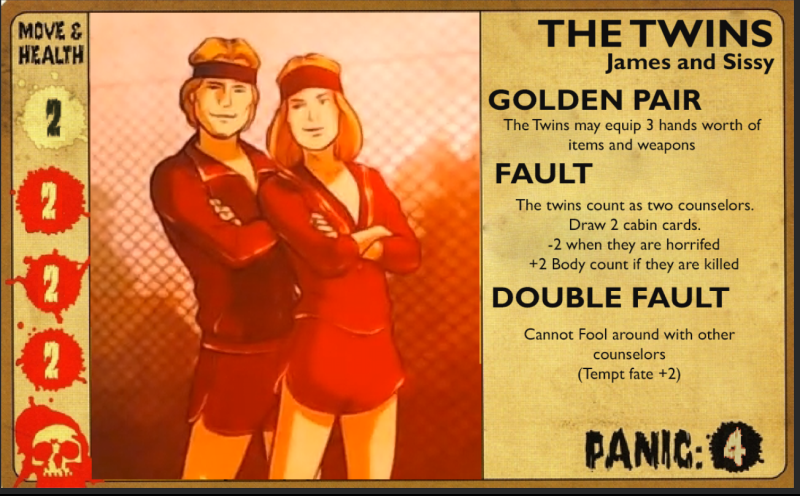 MOVE &
HEALTH
2
2
2
2
THE TWINS
James and Sissy
GOLDEN PAIR
The Twins may equip 3 hands worth of
items and weapons
FAULT
The twins count as two counselors.
Draw 2 cabin cards.
-2 when they are horrifed
+2 Body count if they are killed
DOUBLE FAULT
Cannot Fool around with other
counselors
(Tempt fate +2)
PANIC: 4